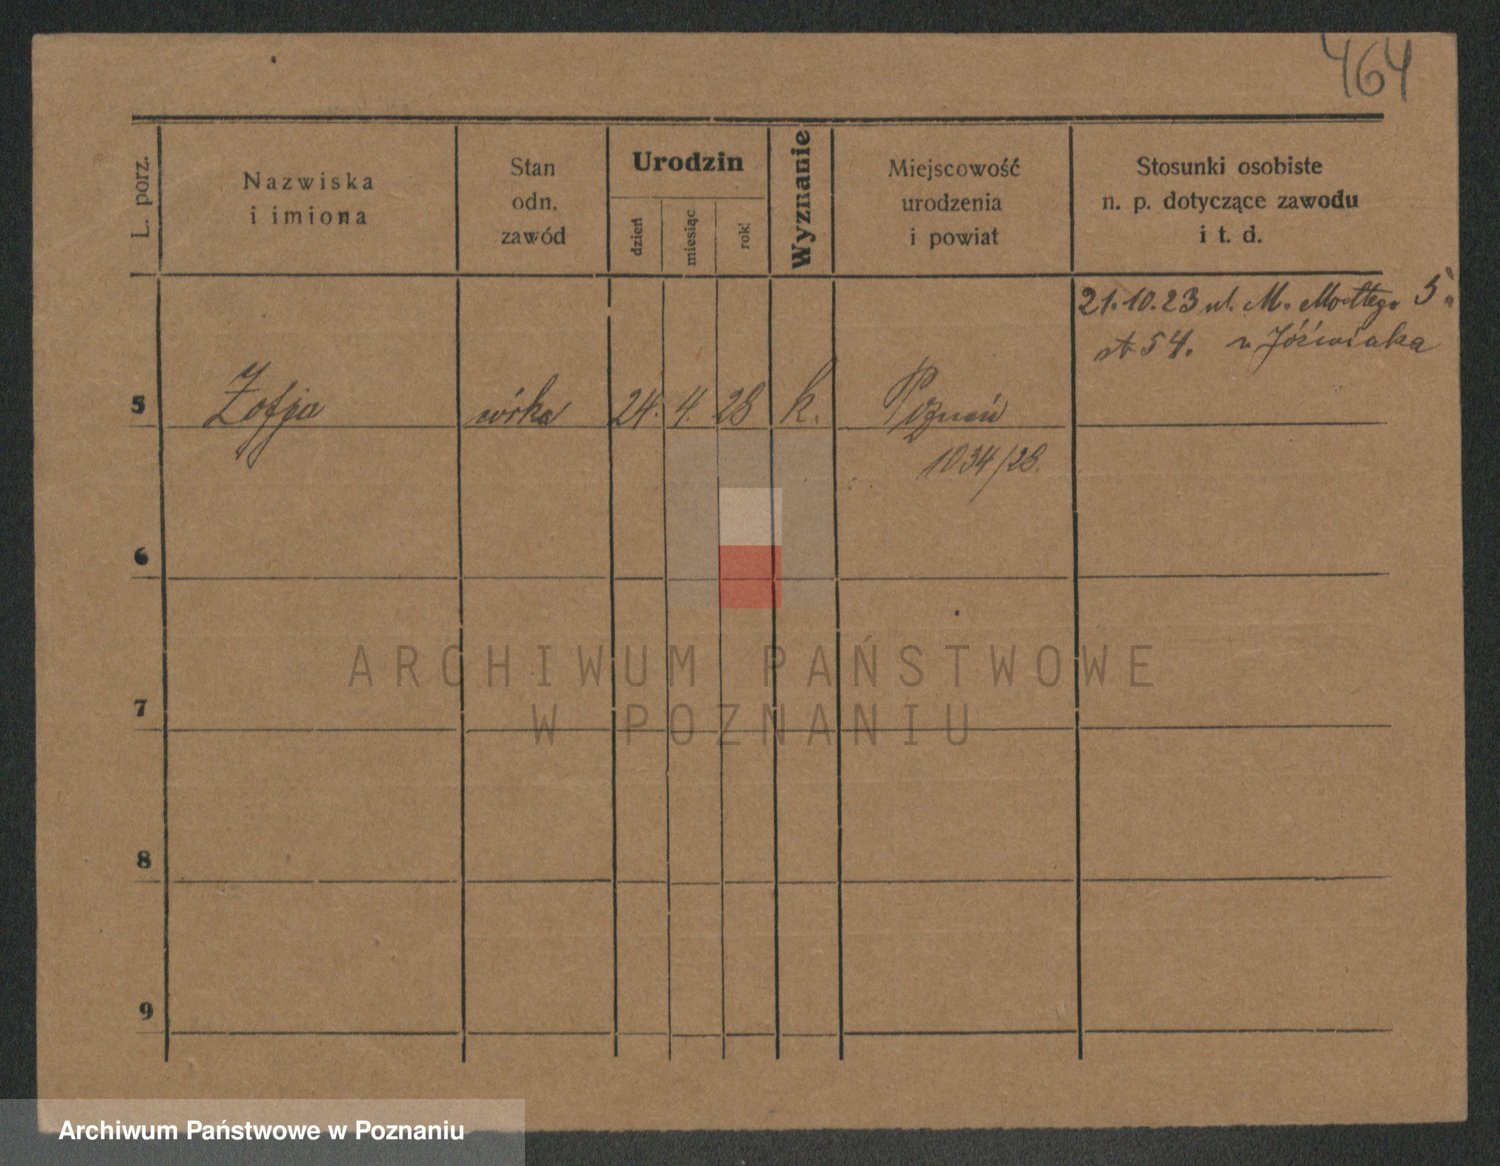 464
L. porz.
Nazwiska
i imiona
Stan
odn.
zawód
Urodzin
dzień
miesiąc
rok
Wyznanie
Miejscowość
urodzenia
i powiat
Stosunki osobiste
n. p. dotyczące zawodu
i t. d.
21.10.23 ul. M. Mottego 5.
54. u Jóźwiaka
5 Zofja córka 24. 4. 28 k. Poznań
1034/28.
6
ARCHIWUM PAŃSTWOWE
7
W POZNANIU
8
9
Archiwum Państwowe w Poznaniu